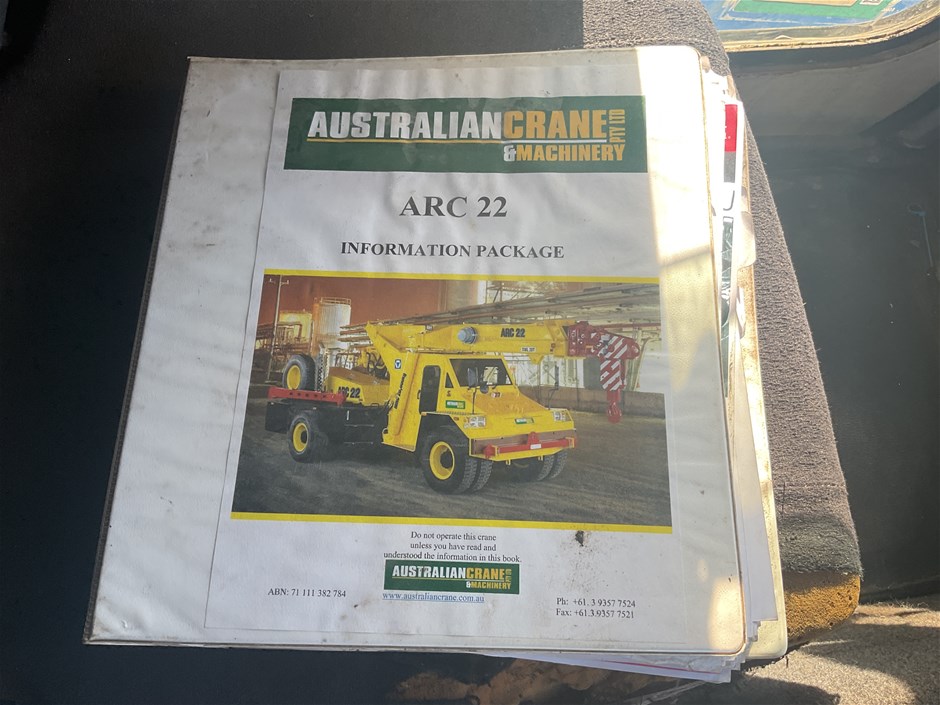 AUSTRALIANCRANE PTY LTD
&MACHINERY
ARC 22
INFORMATION PACKAGE
ARC 22
ARC 22
Do not operate this crane
unless you have read and
understood the information in this book.
AUSTRALIANCRANE PTY LTD
&MACHINERY
ABN: 71 111 382 784
www.australiancrane.com.au
Ph: +61. 3 9357 7524
Fax: +61.3 9357 7521